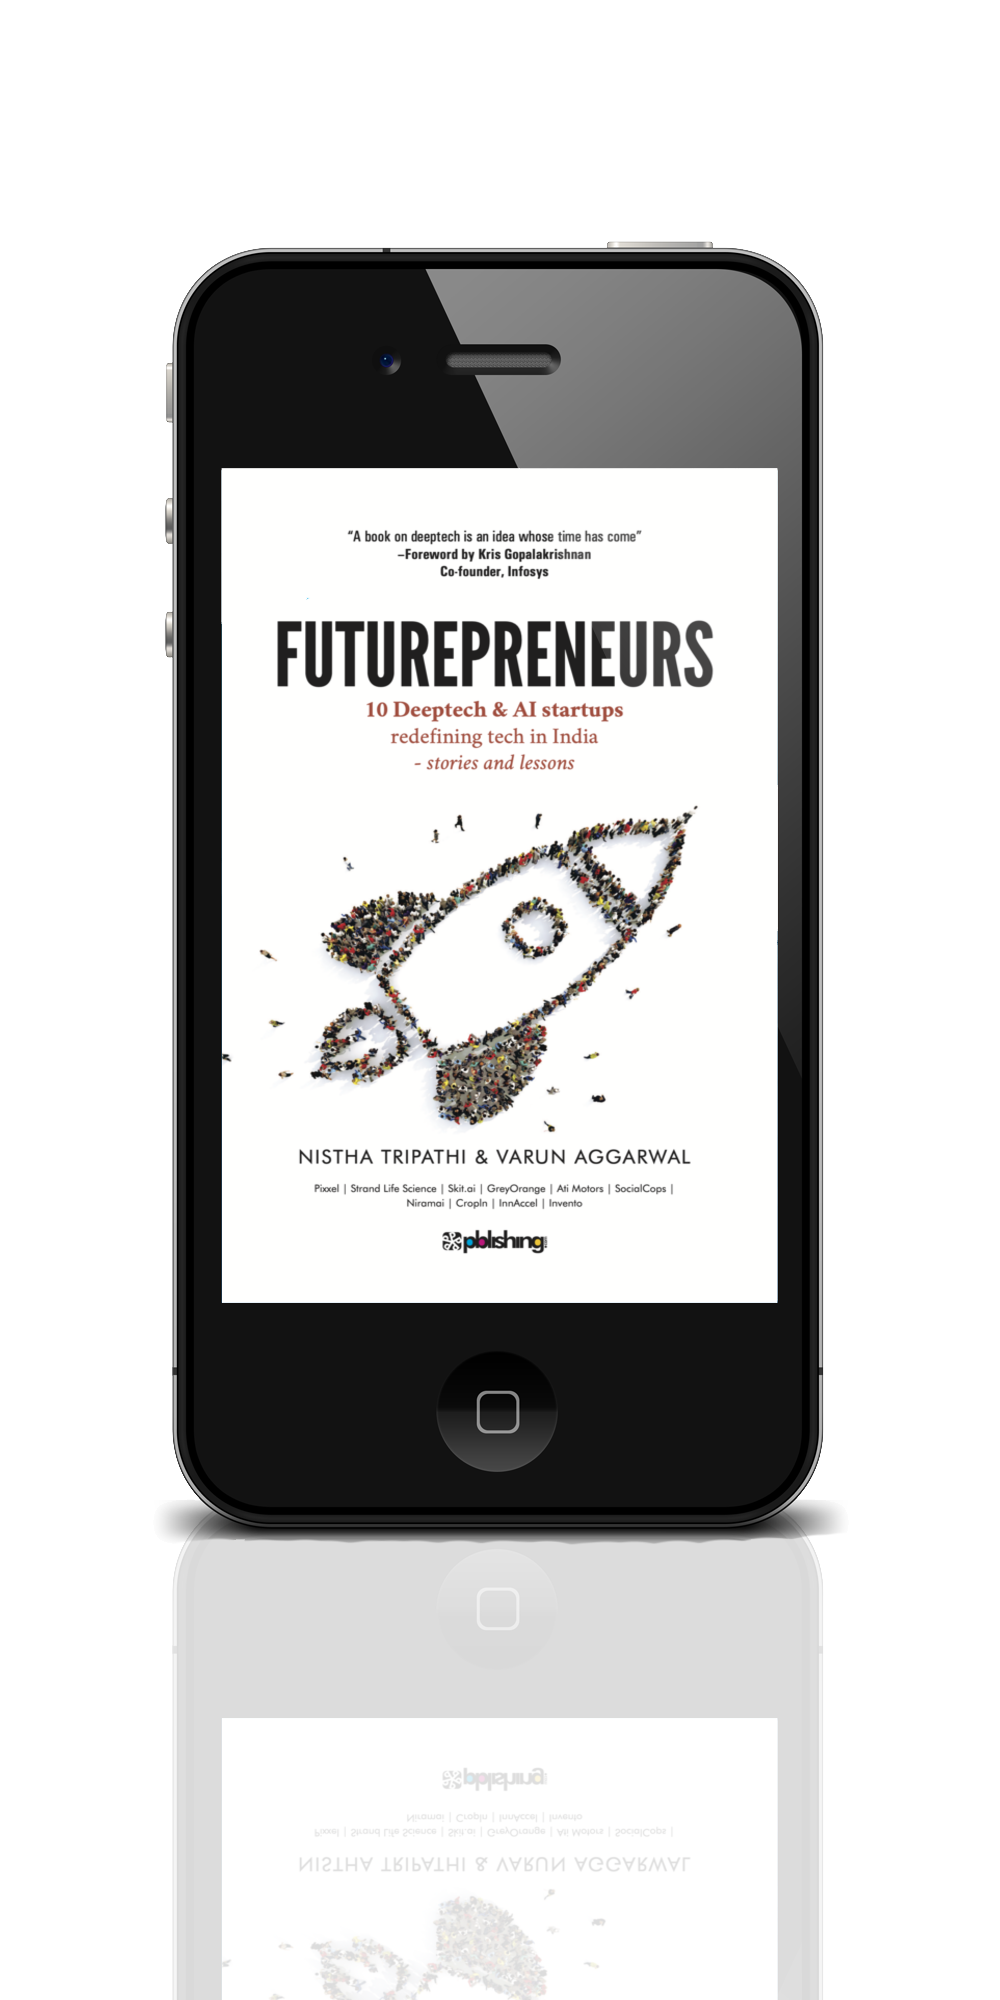 “A book on deeptech is an idea whose time has come”
–Foreword by Kris Gopalakrishnan
Co-founder, Infosys
FUTUREPRENEURS
10 Deeptech & AI startups
redefining tech in India
- stories and lessons
NISTHA TRIPATHI & VARUN AGGARWAL
Pixxel | Strand Life Science | Skit.ai | GreyOrange | Ati Motors | SocialCops |
Niramai | CropIn | InnAccel | Invento
pblishing